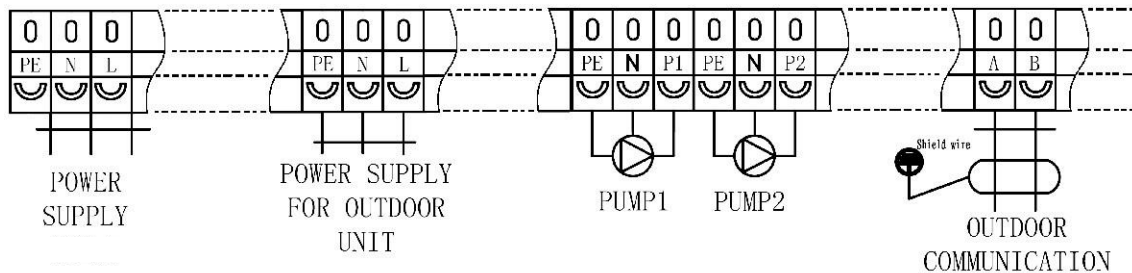 0 0 0 0 0 0 0 0 0 0 0 0 0 0
PE N L PE N L PE N P1 PE N P2 A B
Shield wire
POWER
SUPPLY
POWER SUPPLY
FOR OUTDOOR
UNIT
PUMP1 PUMP2
OUTDOOR
COMMUNICATION